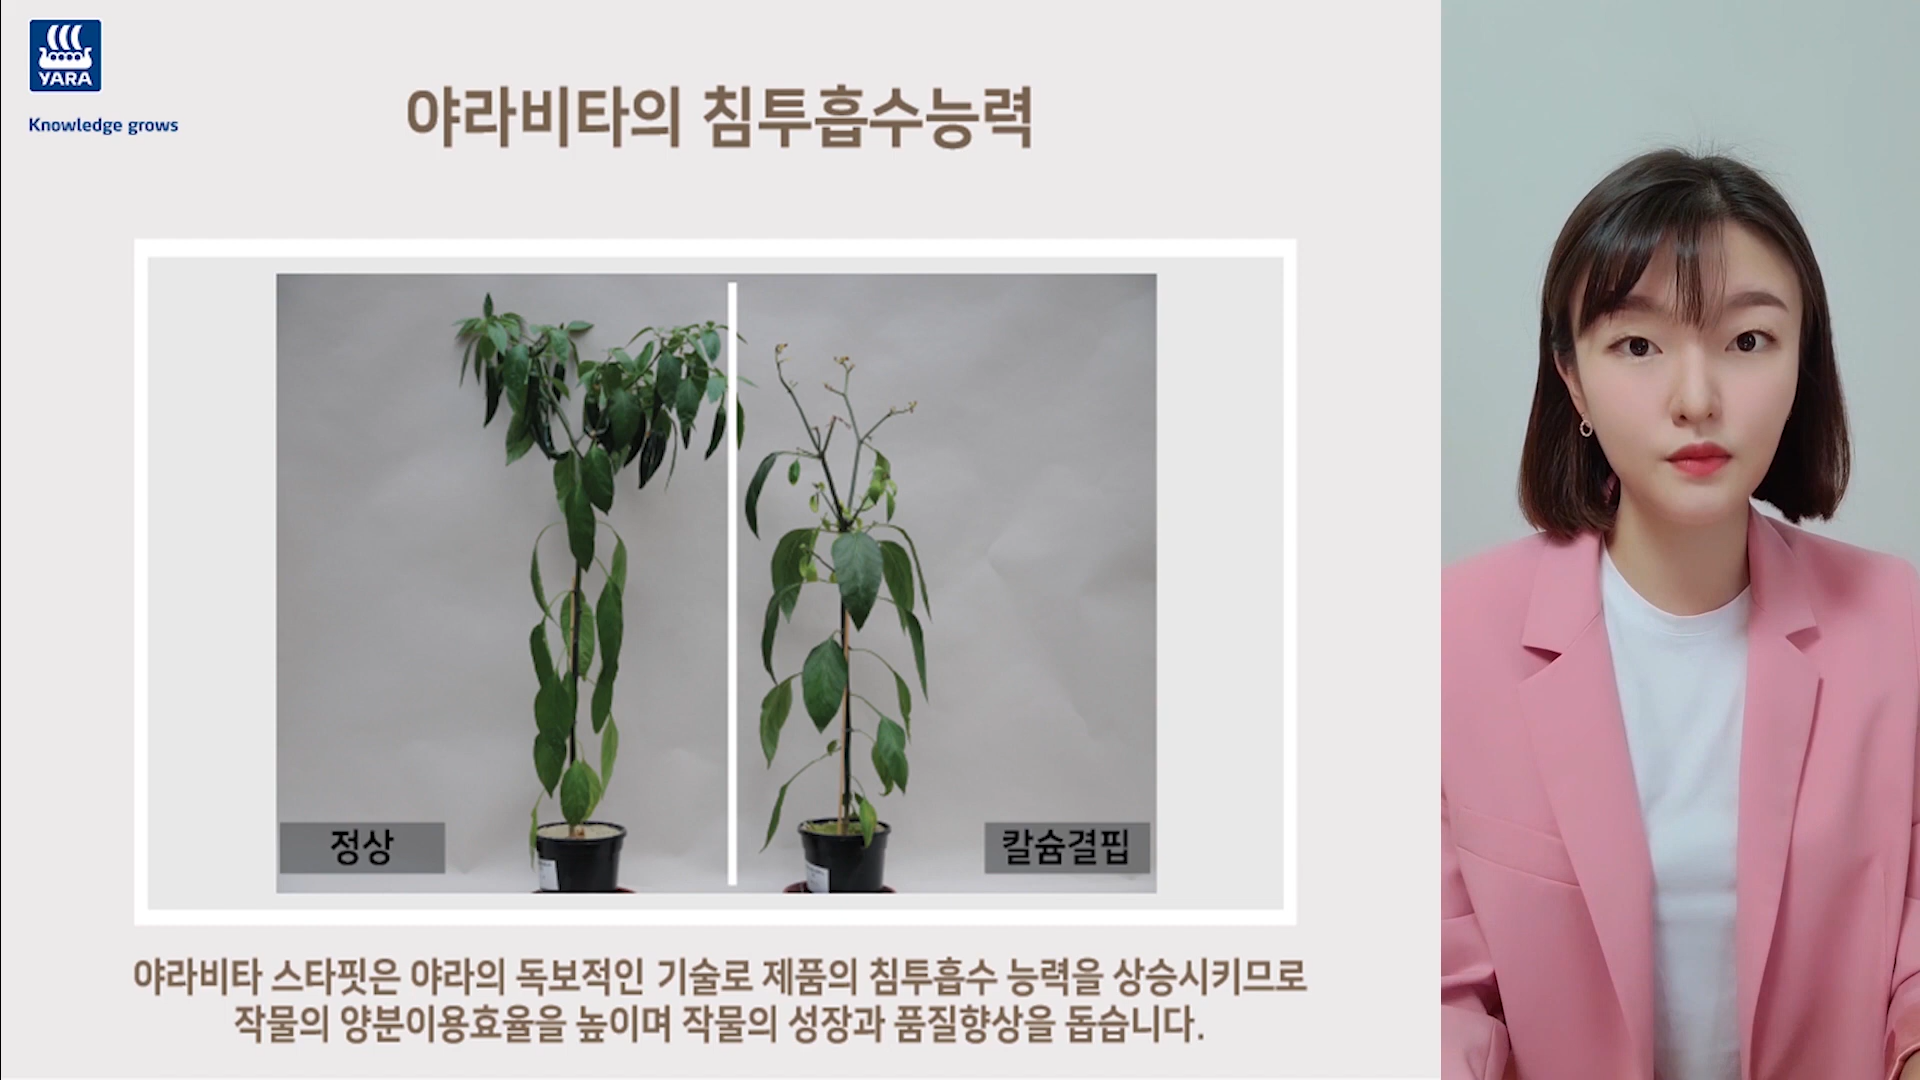 YARA
Knowledge grows
야라비타의 침투흡수능력
정상
칼슘결핍
야라비타 스타핏은 야라의 독보적인 기술로 제품의 침투흡수 능력을 상승시키므로
작물의 양분이용효율을 높이며 작물의 성장과 품질향상을 돕습니다.